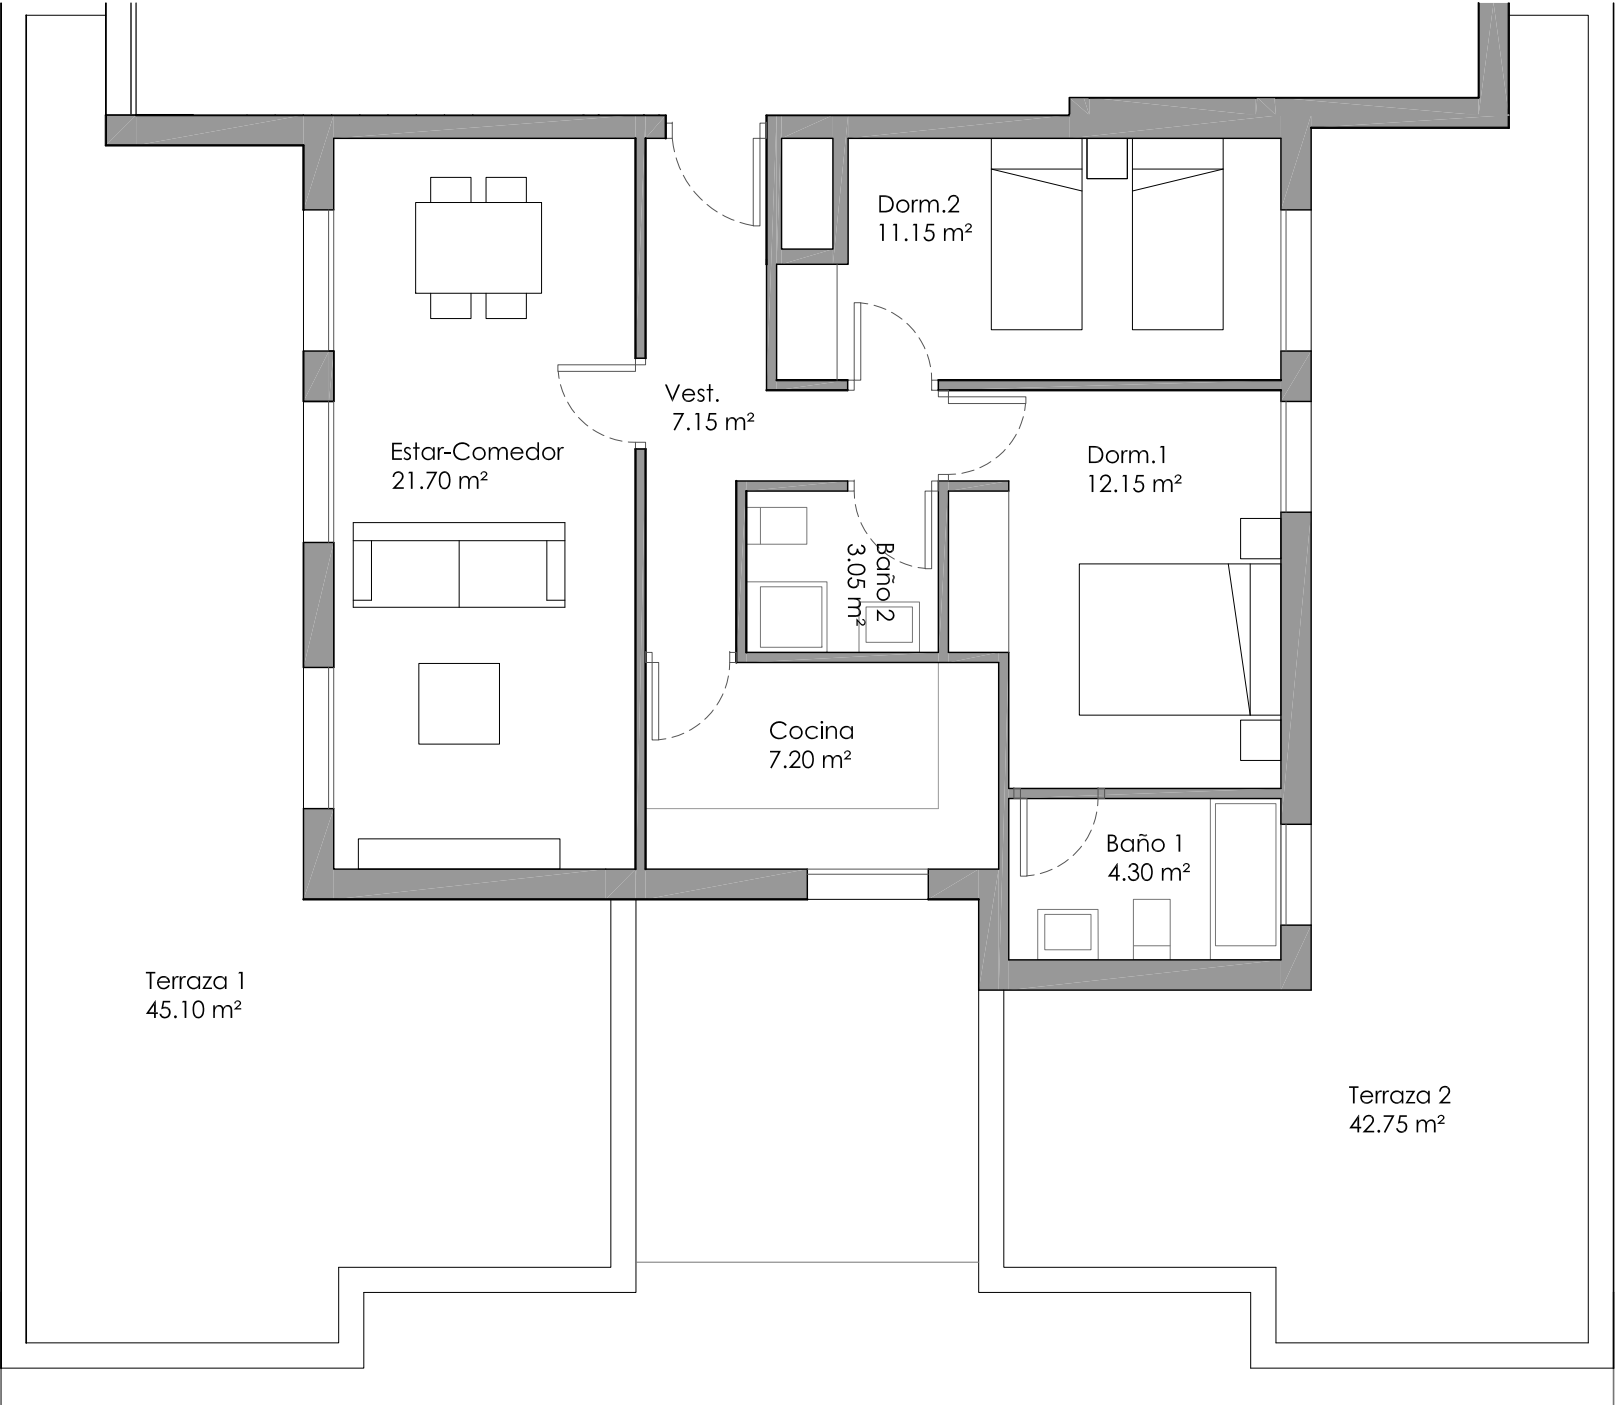 Dorm.2
11.15 m²
Vest.
7.15 m²
Estar-Comedor
21.70 m²
Dorm.1
12.15 m²
Baño 2
3.05 m²
Cocina
7.20 m²
Baño 1
4.30 m²
Terraza 1
45.10 m²
Terraza 2
42.75 m²